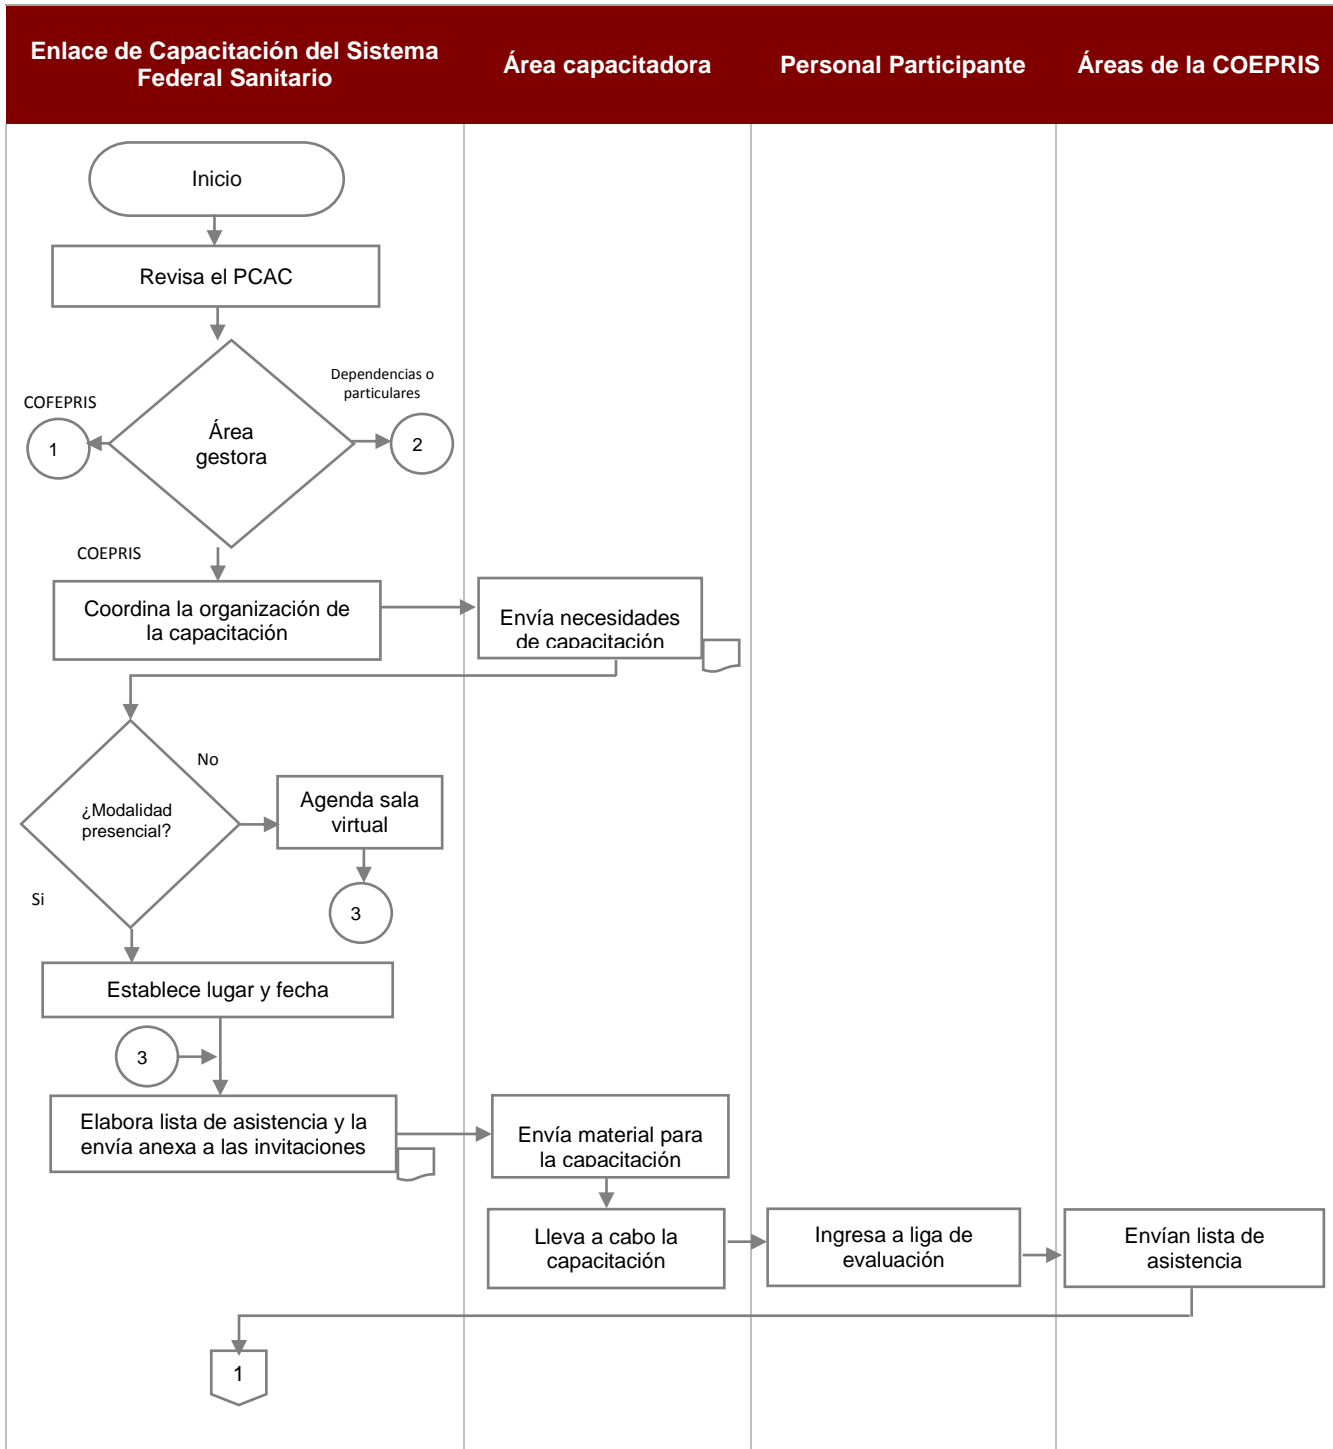 Enlace de Capacitación del Sistema
Federal Sanitario
Área capacitadora
Personal Participante
Áreas de la COEPRIS
Inicio
Revisa el PCAC
Dependencias o
particulares
COFEPRIS
1
Área
gestora
2
COEPRIS
Coordina la organización de
la capacitación
Envía necesidades
de capacitación
No
¿Modalidad
presencial?
Agenda sala
virtual
Si
3
Establece lugar y fecha
3
Elabora lista de asistencia y la
envía anexa a las invitaciones
Envía material para
la capacitación
Lleva a cabo la
capacitación
Ingresa a liga de
evaluación
Envían lista de
asistencia
1